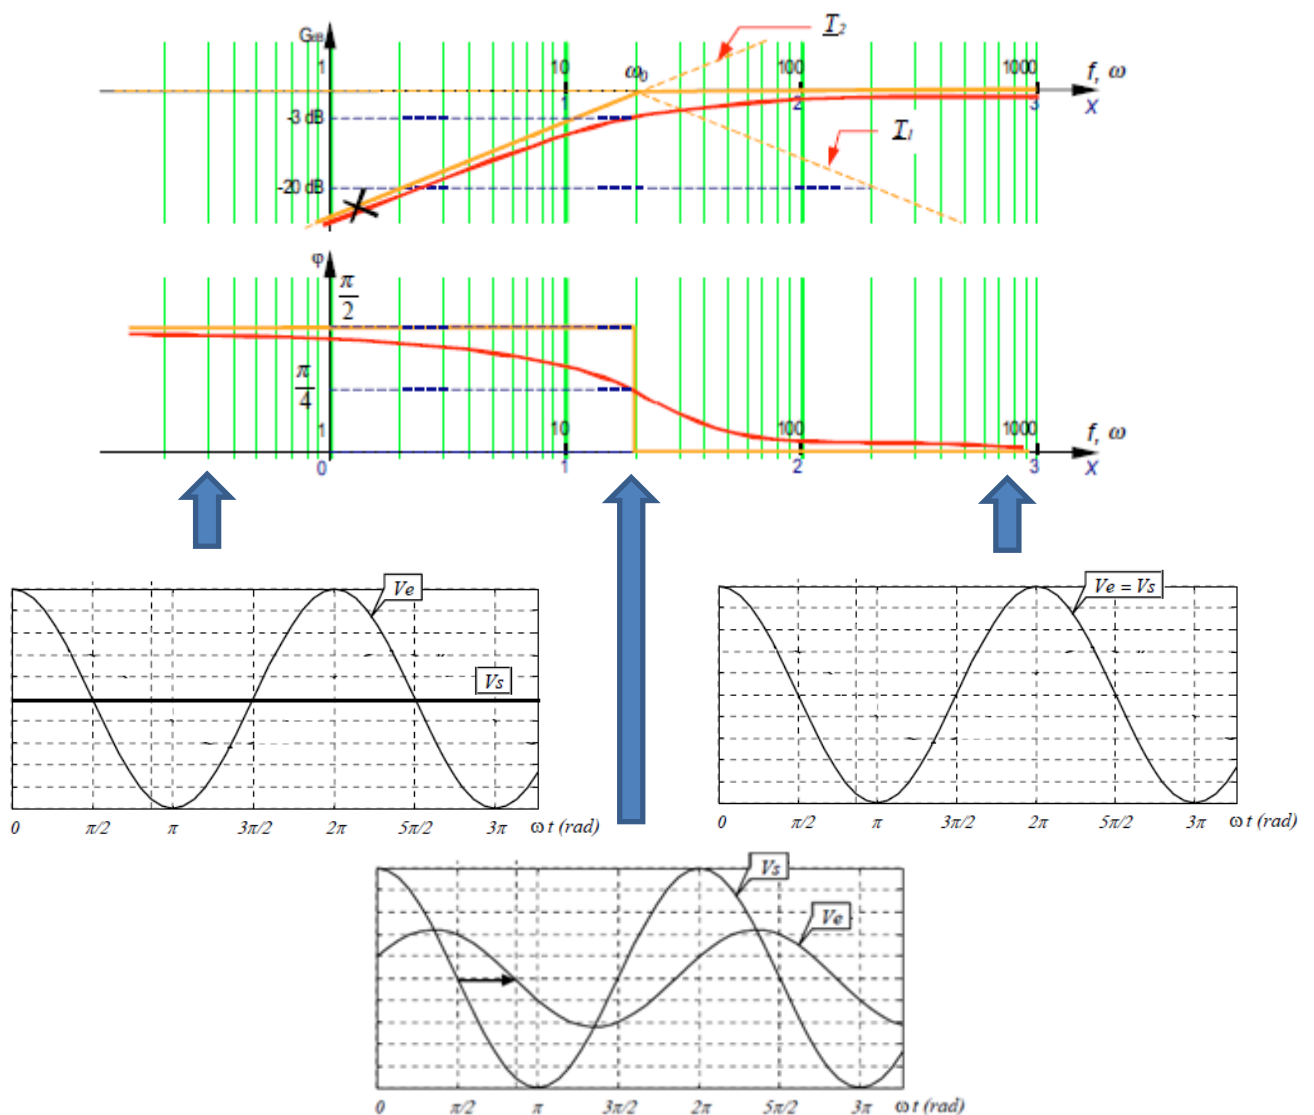 I2
GdB
1 10 ω0 100 1000 f, ω
1 2 3 X
-3 dB
I1
-20 dB
φ
π/2
π/4
1 10 100 1000 f, ω
0 1 2 3 X
Ve
Vs
0 π/2 π 3π/2 2π 5π/2 3π ω t (rad)
Ve = Vs
0 π/2 π 3π/2 2π 5π/2 3π ω t (rad)
Vs
Ve
0 π/2 π 3π/2 2π 5π/2 3π ω t (rad)